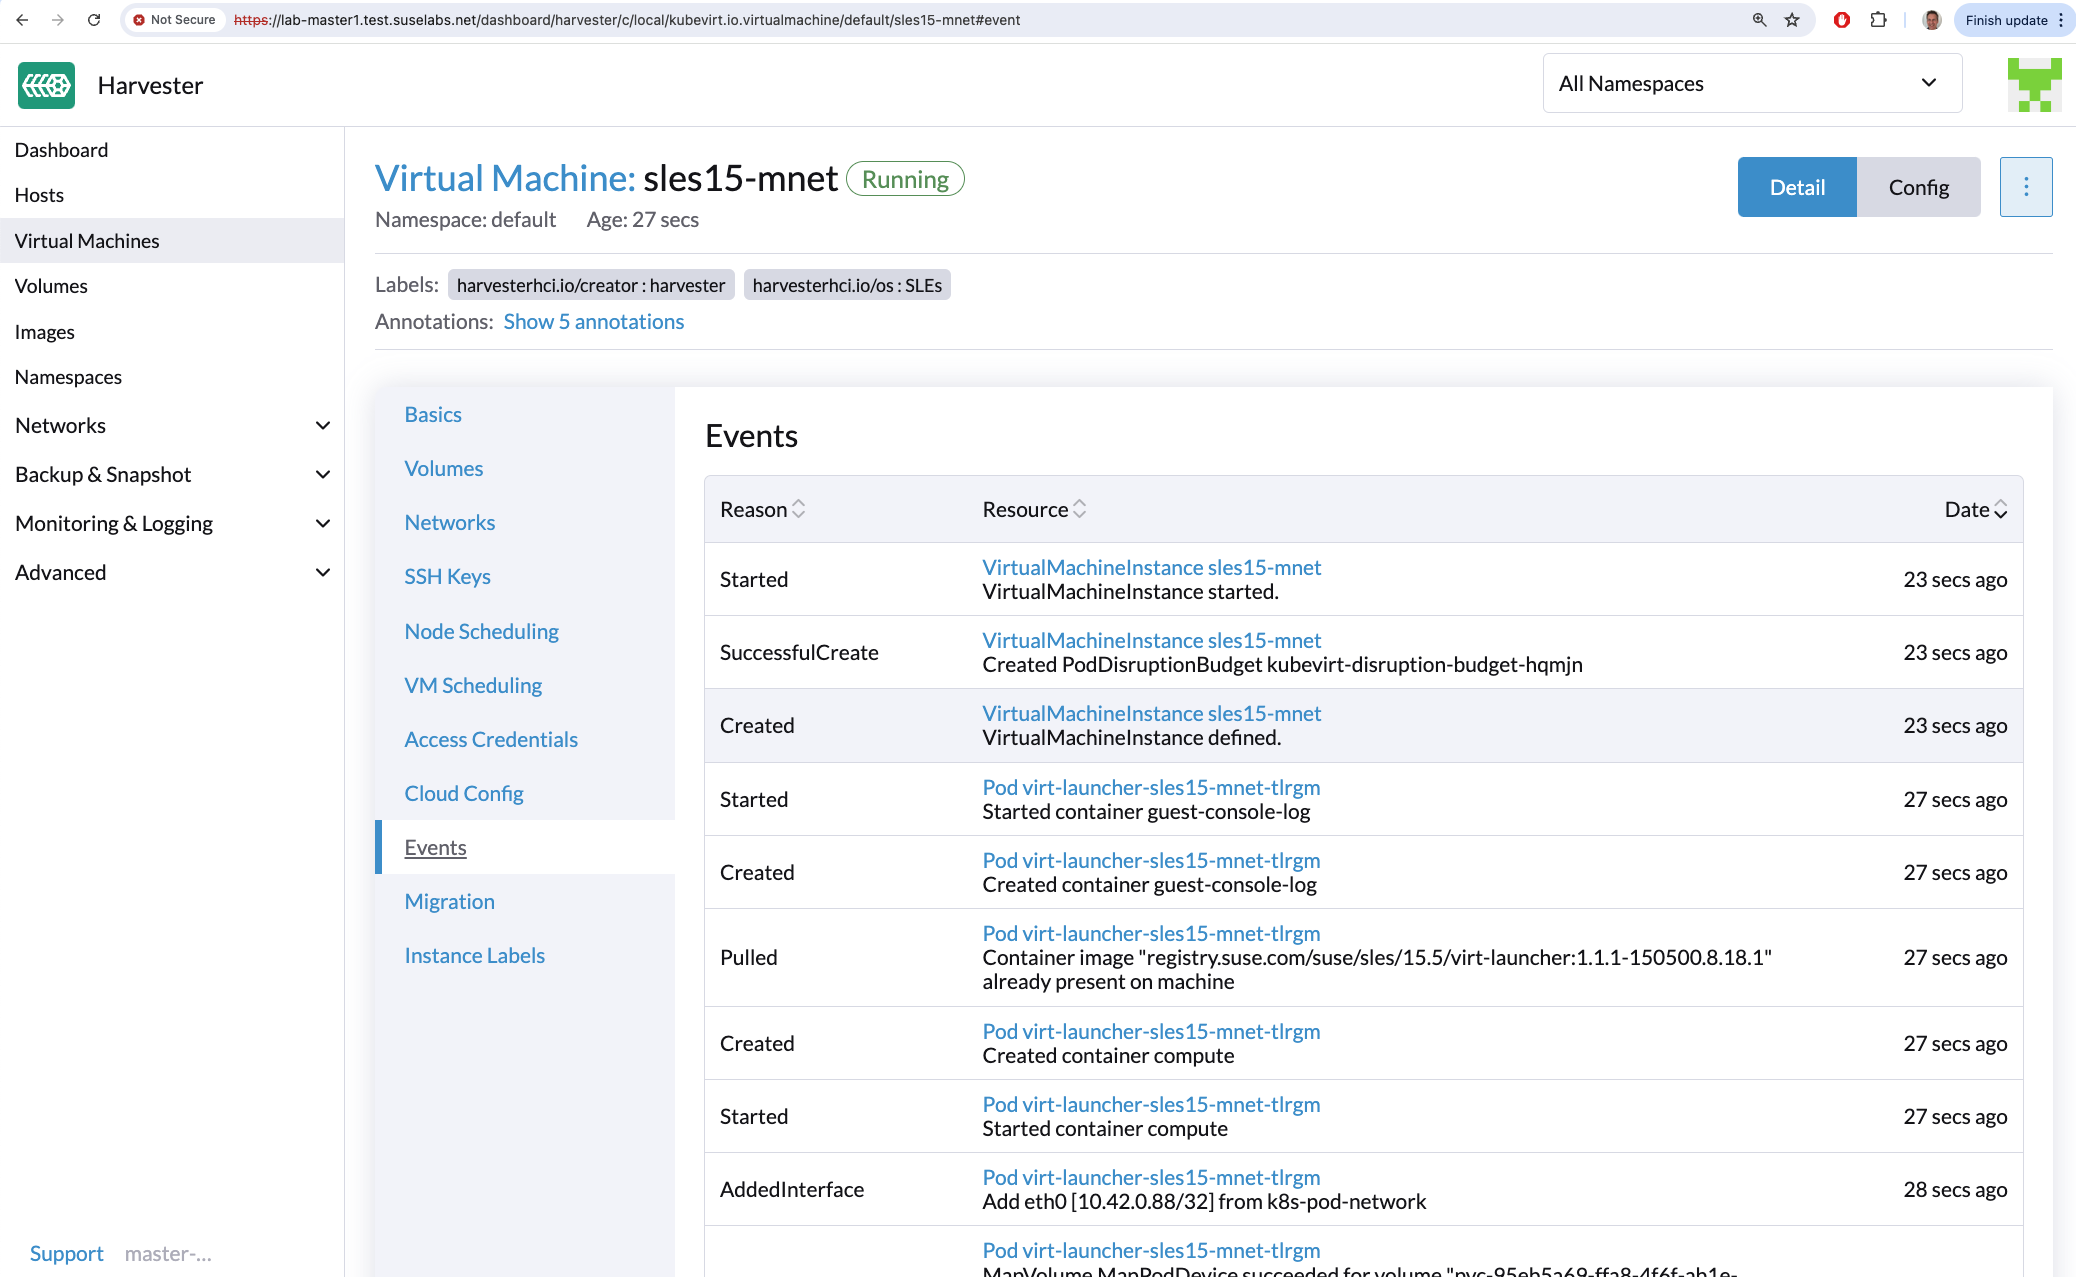 Not Secure
https://lab-master1.test.suselabs.net/dashboard/harvester/c/local/kubevirt.io.virtualmachine/default/sles15-mnet#event
Finish update
Harvester
All Namespaces
Dashboard
Hosts
Virtual Machines
Volumes
Images
Namespaces
Networks
Backup & Snapshot
Monitoring & Logging
Advanced
Support master-...
Virtual Machine: sles15-mnet Running
Namespace: default Age: 27 secs
Detail
Config
Labels: harvesterhci.io/creator : harvester harvesterhci.io/os : SLEs
Annotations: Show 5 annotations
Basics
Volumes
Networks
SSH Keys
Node Scheduling
VM Scheduling
Access Credentials
Cloud Config
Events
Migration
Instance Labels
Events
Reason Resource Date
Started
VirtualMachineInstance sles15-mnet
VirtualMachineInstance started.
23 secs ago
SuccessfulCreate
VirtualMachineInstance sles15-mnet
Created PodDisruptionBudget kubevirt-disruption-budget-hqmjn
23 secs ago
Created
VirtualMachineInstance sles15-mnet
VirtualMachineInstance defined.
23 secs ago
Started
Pod virt-launcher-sles15-mnet-tlrgm
Started container guest-console-log
27 secs ago
Created
Pod virt-launcher-sles15-mnet-tlrgm
Created container guest-console-log
27 secs ago
Pulled
Pod virt-launcher-sles15-mnet-tlrgm
Container image "registry.suse.com/suse/sles/15.5/virt-launcher:1.1.1-150500.8.18.1"
already present on machine
27 secs ago
Created
Pod virt-launcher-sles15-mnet-tlrgm
Created container compute
27 secs ago
Started
Pod virt-launcher-sles15-mnet-tlrgm
Started container compute
27 secs ago
AddedInterface
Pod virt-launcher-sles15-mnet-tlrgm
Add eth0 [10.42.0.88/32] from k8s-pod-network
28 secs ago
Pod virt-launcher-sles15-mnet-tlrgm
MapVolume.MapPodDevice succeeded for volume "pvc-95eb5a69-ffa8-4f6f-ab1e-